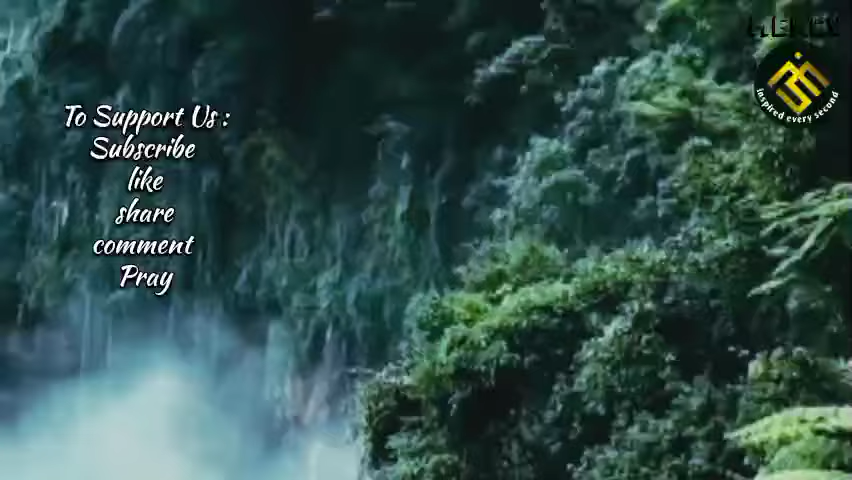 To Support Us :
Subscribe
like
share
comment
Pray
inspired every second